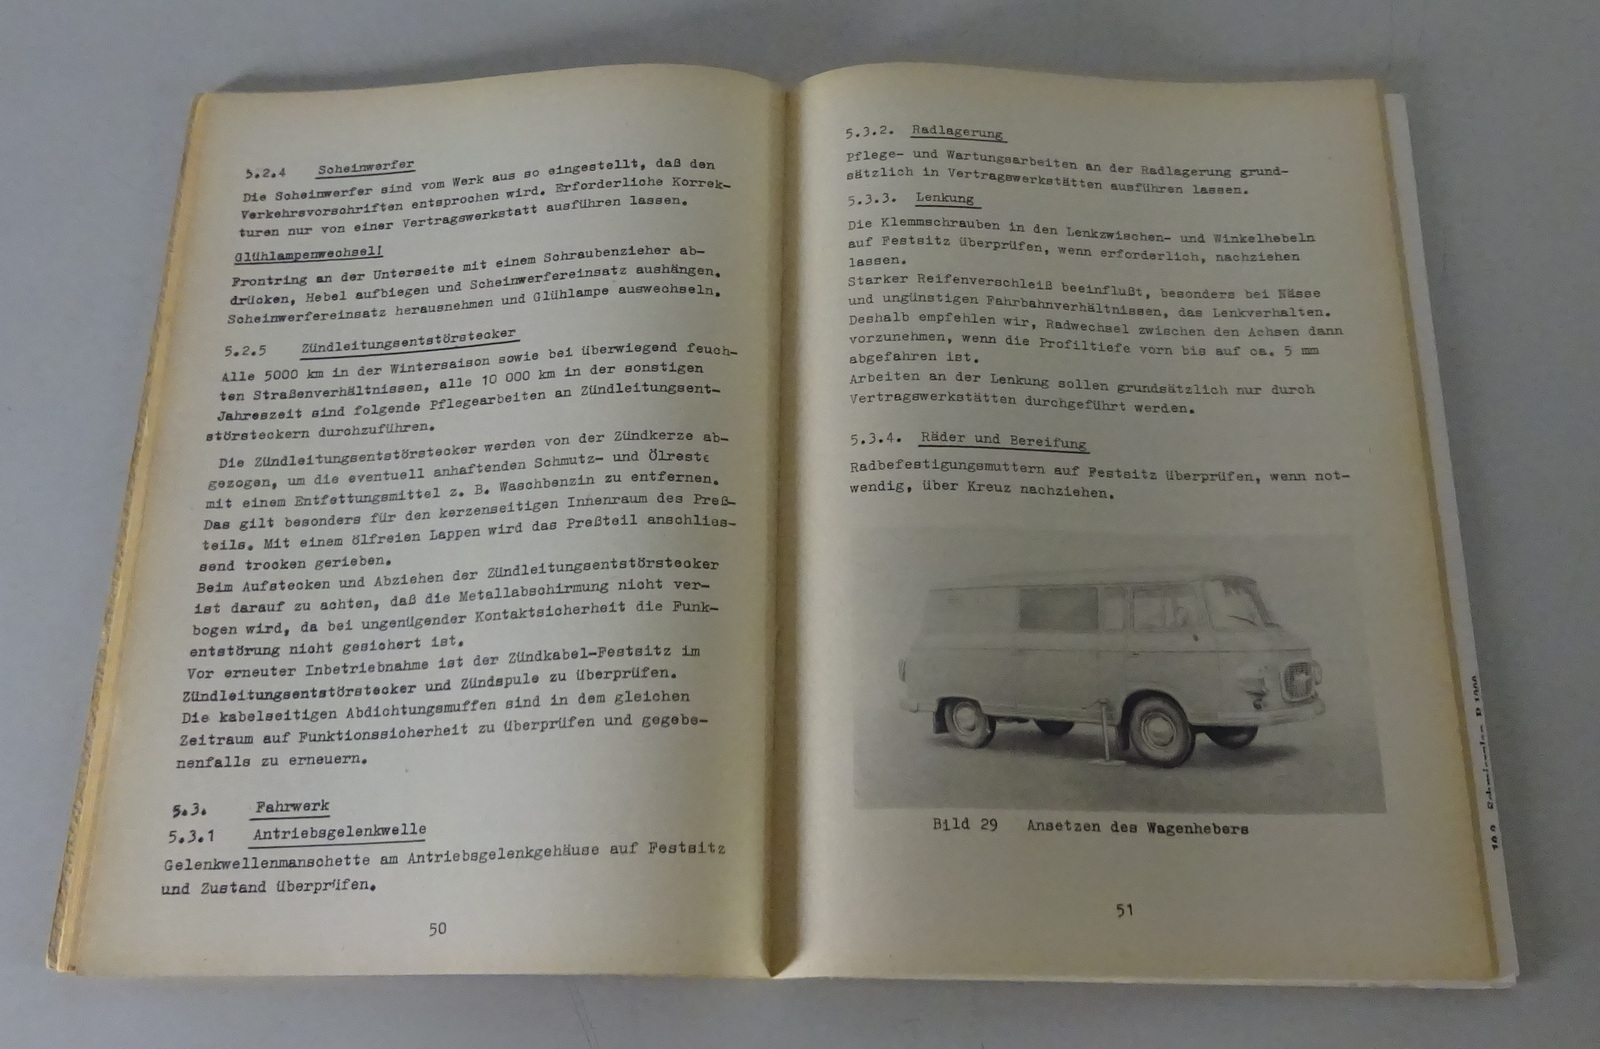 5.2.4 Scheinwerfer
Die Scheinwerfer sind vom Werk aus so eingestellt, daß den
Verkehrsvorschriften entsprochen wird. Erforderliche Korrek-
turen nur von einer Vertragswerkstatt ausführen lassen.
Glühlampenwechsel!
Frontring an der Unterseite mit einem Schraubenzieher ab-
drücken, Hebel aufbiegen und Scheinwerfereinsatz aushängen.
Scheinwerfereinsatz herausnehmen und Glühlampe auswechseln.
5.2.5 Zündleitungsentstörstecker
Alle 5000 km in der Wintersaison sowie bei überwiegend feuch-
ten Straßenverhältnissen, alle 10 000 km in der sonstigen
Jahreszeit sind folgende Pflegearbeiten an Zündleitungsent-
störsteckern durchzuführen.
Die Zündleitungsentstörstecker werden von der Zündkerze ab-
gezogen, um die eventuell anhaftenden Schmutz- und Ölreste
mit einem Entfettungsmittel z. B. Waschbenzin zu entfernen.
Das gilt besonders für den kerzenseitigen Innenraum des Preß-
teils. Mit einem ölfreien Lappen wird das Preßteil anschlies-
send trocken gerieben.
Beim Aufstecken und Abziehen der Zündleitungsentstörstecker
ist darauf zu achten, daß die Metallabschirmung nicht ver-
bogen wird, da bei ungenügender Kontaktsicherheit die Funk-
entstörung nicht gesichert ist.
Vor erneuter Inbetriebnahme ist der Zündkabel-Festsitz im
Zündleitungsentstörstecker und Zündspule zu überprüfen.
Die kabelseitigen Abdichtungsmuffen sind in dem gleichen
Zeitraum auf Funktionssicherheit zu überprüfen und gegebe-
nenfalls zu erneuern.
5.3. Fahrwerk
5.3.1 Antriebsgelenkwelle
Gelenkwellenmanschette am Antriebsgelenkgehäuse auf Festsitz
und Zustand überprüfen.
50
5.3.2. Radlagerung
Pflege- und Wartungsarbeiten an der Radlagerung grund-
sätzlich in Vertragswerkstätten ausführen lassen.
5.3.3. Lenkung
Die Klemmschrauben in den Lenkzwischen- und Winkelhebeln
auf Festsitz überprüfen, wenn erforderlich, nachziehen
lassen.
Starker Reifenverschleiß beeinflußt, besonders bei Nässe
und ungünstigen Fahrbahnverhältnissen, das Lenkverhalten.
Deshalb empfehlen wir, Radwechsel zwischen den Achsen dann
vorzunehmen, wenn die Profiltiefe vorn bis auf ca. 5 mm
abgefahren ist.
Arbeiten an der Lenkung sollen grundsätzlich nur durch
Vertragswerkstätten durchgeführt werden.
5.3.4. Räder und Bereifung
Radbefestigungsmuttern auf Festsitz überprüfen, wenn not-
wendig, über Kreuz nachziehen.
Bild 29 Ansetzen des Wagenhebers
51